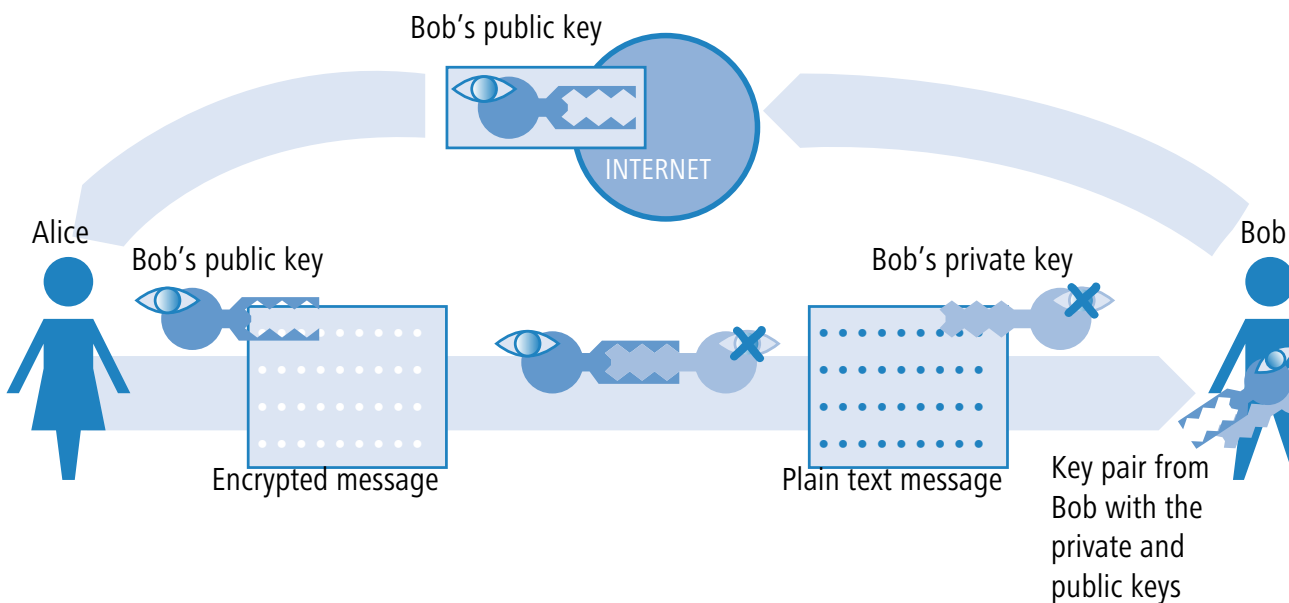 Bob’s public key
INTERNET
Alice
Bob
Bob’s public key
Bob’s private key
Encrypted message
Plain text message
Key pair from
Bob with the
private and
public keys